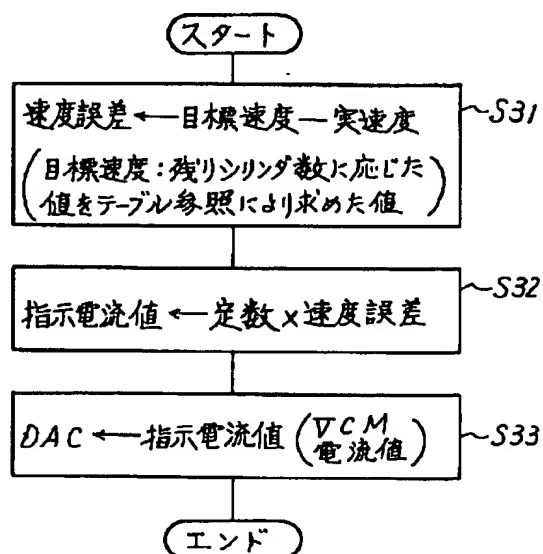 スタート
速度誤差←目標速度―実速度
S31
(目標速度:残りシリンダ数に応じた
値をテーブル参照により求めた値)
指示電流値←定数×速度誤差
S32
DAC←指示電流値(VCM
電流値)
S33
エンド